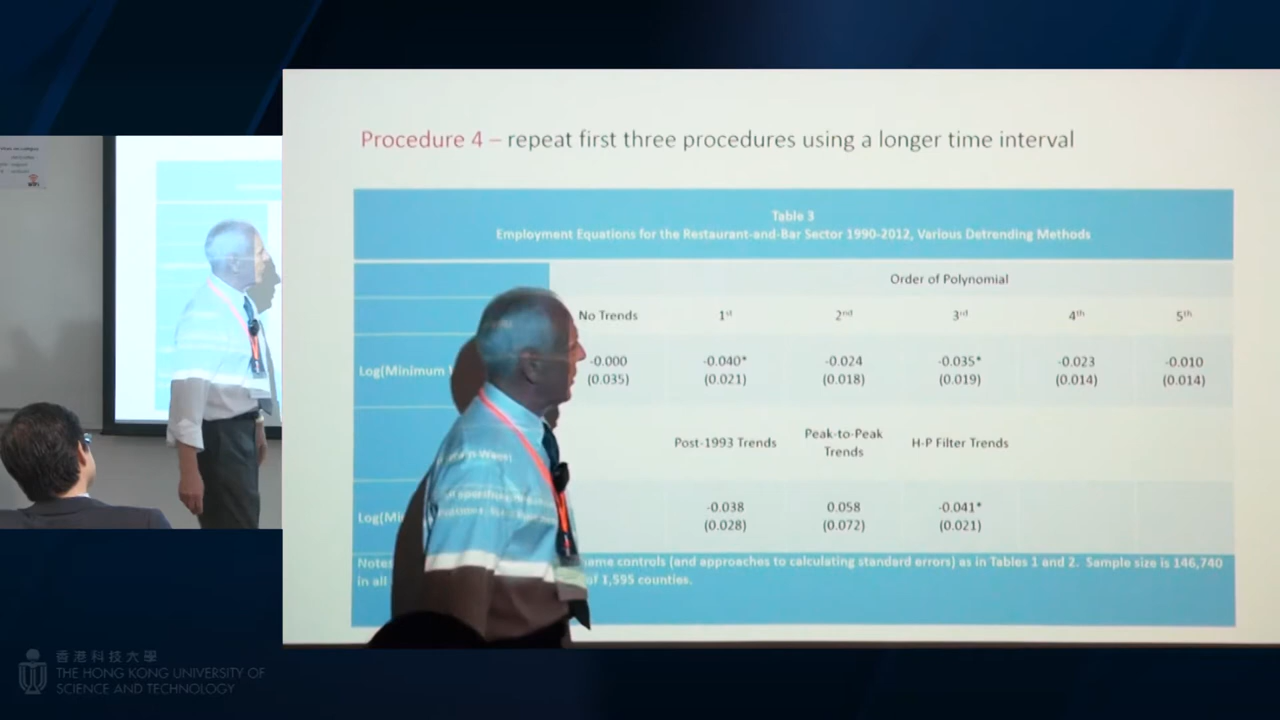 Procedure 4 – repeat first three procedures using a longer time interval
Table 3
Employment Equations for the Restaurant-and-Bar Sector 1990-2012, Various Detrending Methods
Order of Polynomial
No Trends 1st 2nd 3rd 4th 5th
Log(Minimum -0.000 -0.040* -0.024 -0.035* -0.023 -0.010
(0.035) (0.021) (0.018) (0.019) (0.014) (0.014)
Post-1993 Trends Peak-to-Peak Trends H-P Filter Trends
-0.038 0.058 -0.041*
(0.028) (0.072) (0.021)
controls (and approaches to calculating standard errors) as in Tables 1 and 2. Sample size is 146,740
in all of 1,595 counties.
香港科技大學
THE HONG KONG UNIVERSITY OF
SCIENCE AND TECHNOLOGY